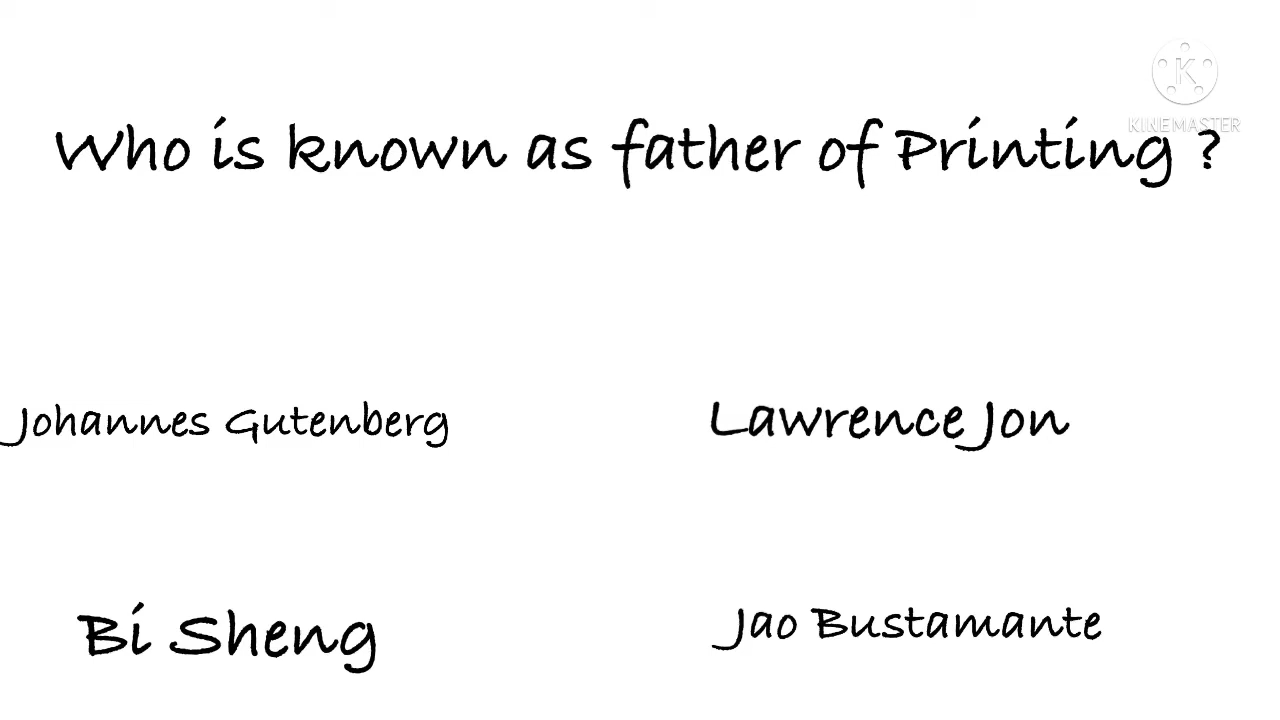 KINEMASTER
Who is known as father of Printing ?
Johannes Gutenberg
Lawrence Jon
Bi Sheng
Jao Bustamante